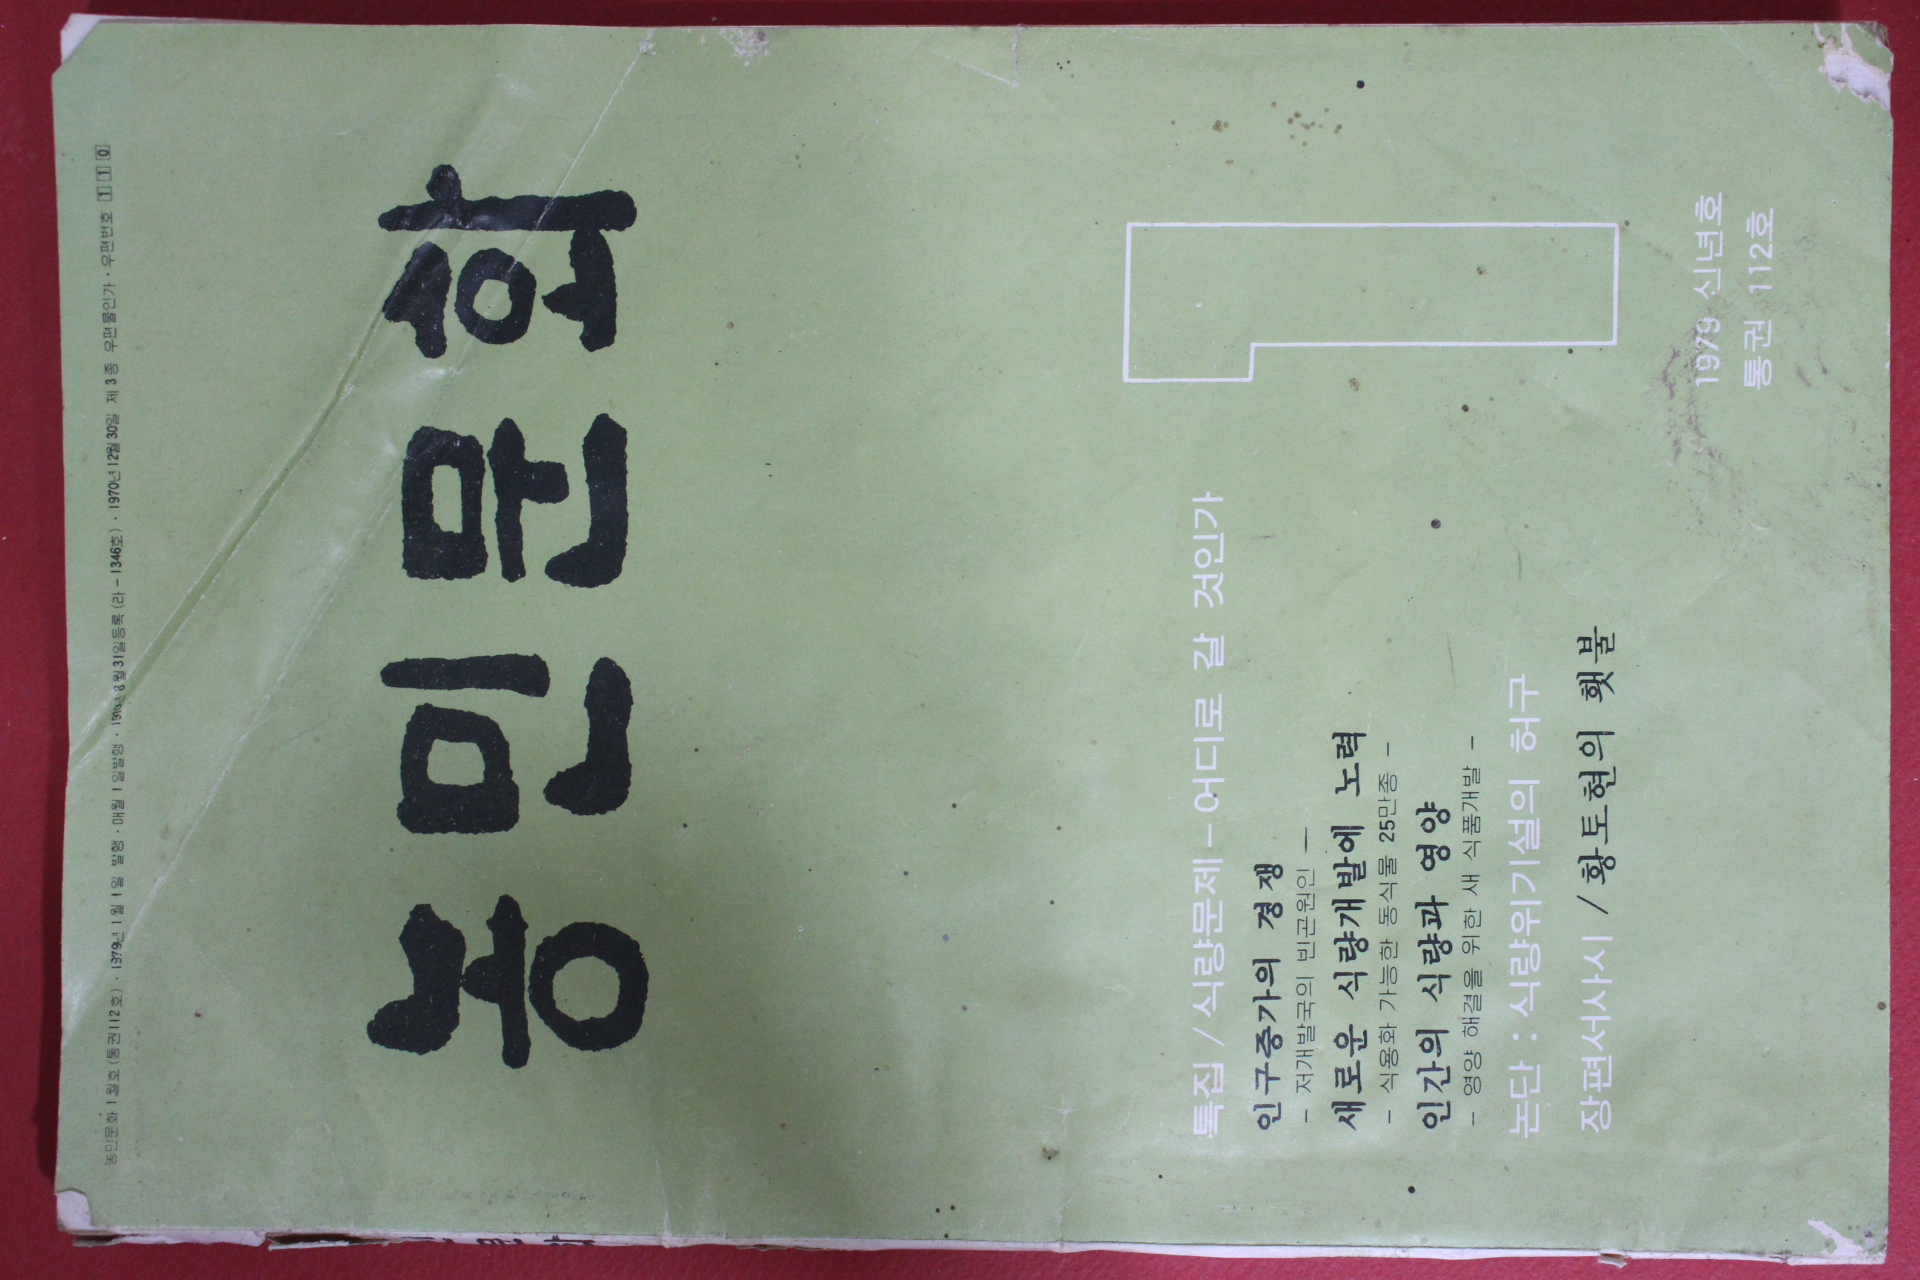 농민문화 1월호 (통권112호) · 1979년 1월 1일 발행 · 매월 1일발행 · 8월31일등록 (라-1346호) · 1970년12월30일 제3종 우편물인가 · 우편번호 110
농민문화
1
1979 신년호
통권 112호
특집 / 식량문제-어디로 갈 것인가
인구증가의 경쟁
- 저개발국의 빈곤원인 -
새로운 식량개발에 노력
- 식용화 가능한 동식물 25만종 -
인간의 식량과 영양
- 영양 해결을 위한 새 식품개발 -
논단 : 식량위기설의 허구
장편서사시 / 황토현의 횃불